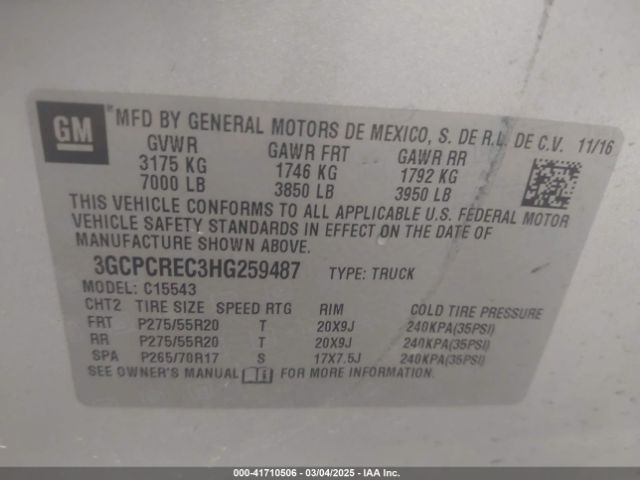 GM
MFD BY GENERAL MOTORS DE MEXICO, S. DE R.L. DE C.V. 11/16
GVWR GAWR FRT GAWR RR
3175 KG 1746 KG 1792 KG
7000 LB 3850 LB 3950 LB
THIS VEHICLE CONFORMS TO ALL APPLICABLE U.S. FEDERAL MOTOR
VEHICLE SAFETY STANDARDS IN EFFECT ON THE DATE OF
MANUFACTURE SHOWN ABOVE.
3GCPCREC3HG259487 TYPE: TRUCK
MODEL: C15543
CHT2 TIRE SIZE SPEED RTG RIM COLD TIRE PRESSURE
FRT P275/55R20 T 20X9J 240KPA(35PSI)
RR P275/55R20 T 20X9J 240KPA(35PSI)
SPA P265/70R17 S 17X7.5J 240KPA(35PSI)
SEE OWNER'S MANUAL FOR MORE INFORMATION.
000-41710506 - 03/04/2025 - IAA Inc.